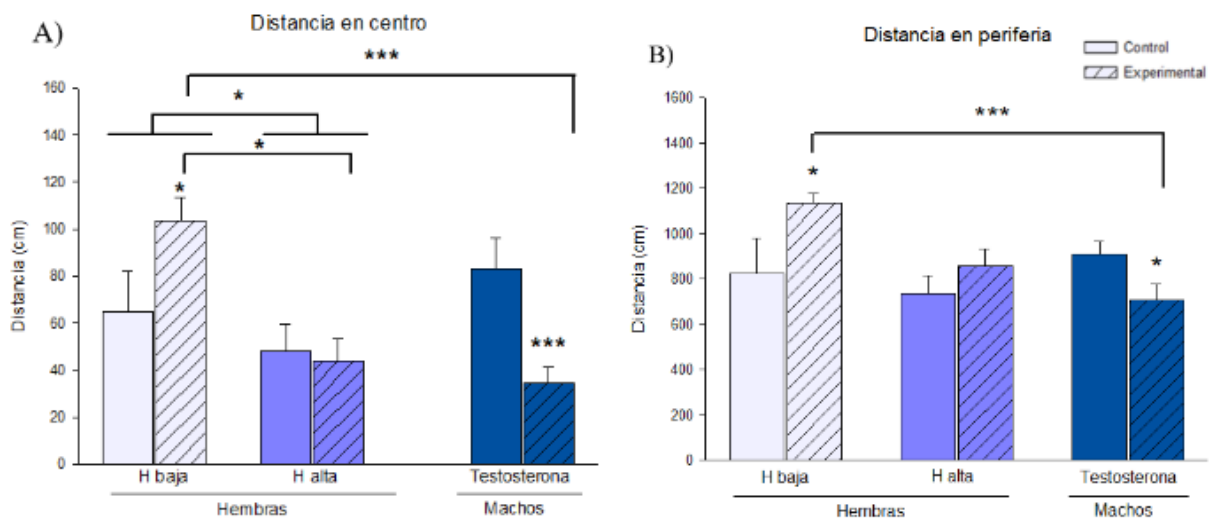 A)
Distancia en centro
***
*
*
*
***
160
140
120
100
80
60
40
20
0
Distancia (cm)
H baja
H alta
Testosterona
Hembras
Machos
B)
Distancia en periferia
Control
Experimental
***
*
*
1600
1400
1200
1000
800
600
400
200
0
Distancia (cm)
H baja
H alta
Testosterona
Hembras
Machos